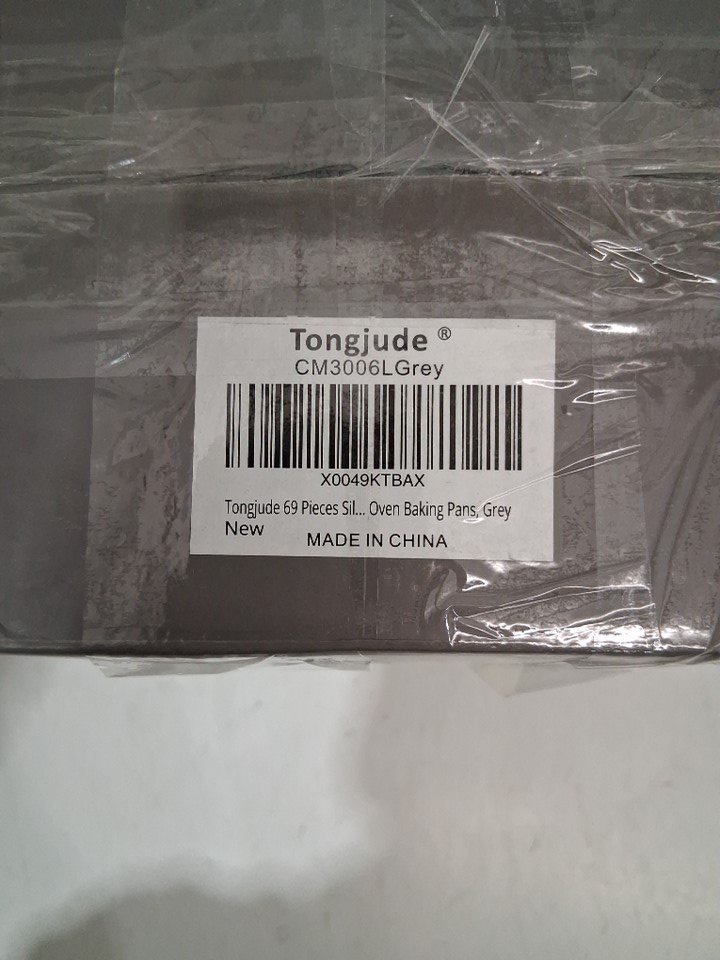 Tongjude ®
CM3006LGrey
X0049KTBAX
Tongjude 69 Pieces Sil... Oven Baking Pans, Grey
New
MADE IN CHINA